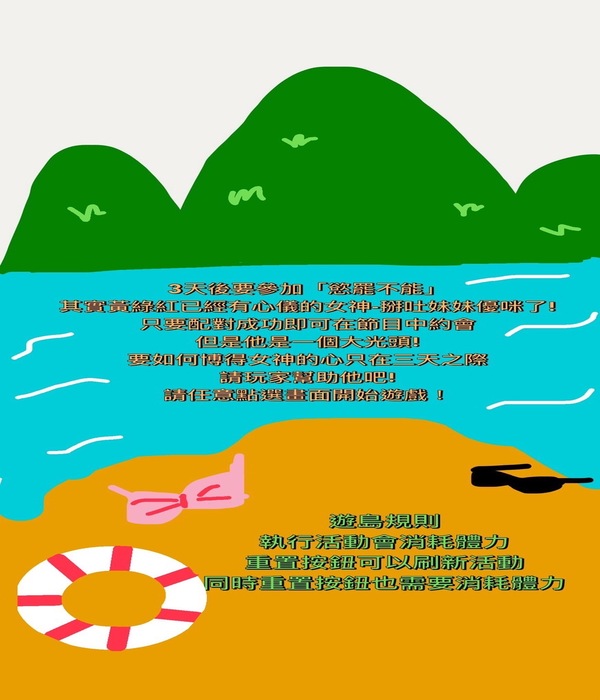 3天後要參加「慾罷不能」
其實黃綠紅已經有心儀的女神-掰吐妹妹優咪了!
只要配對成功即可在節目中約會
但是他是一個大光頭!
要如何博得女神的心只在三天之際
請玩家幫助他吧!
請任意點選畫面開始遊戲！
遊島規則
執行活動會消耗體力
重置按鈕可以刷新活動
同時重置按鈕也需要消耗體力